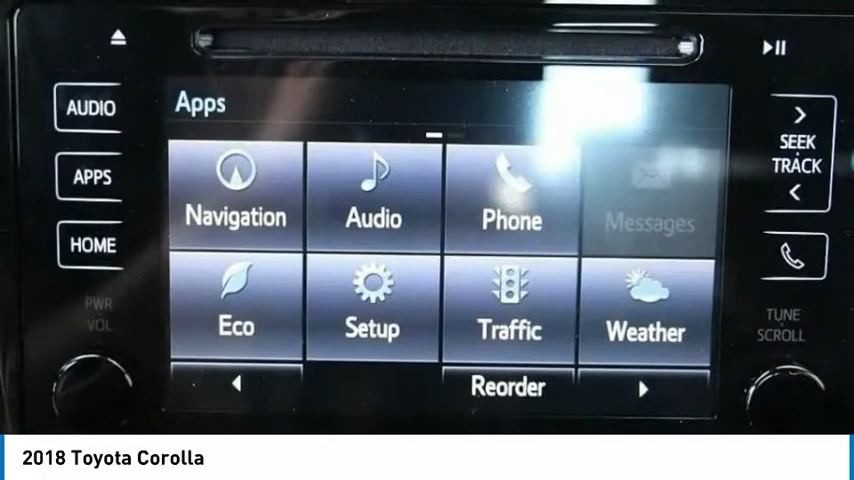 AUDIO
APPS
HOME
PWR
VOL
Apps
Navigation
Audio
Phone
Messages
Eco
Setup
Traffic
Weather
Reorder
SEEK
TRACK
TUNE
SCROLL
2018 Toyota Corolla